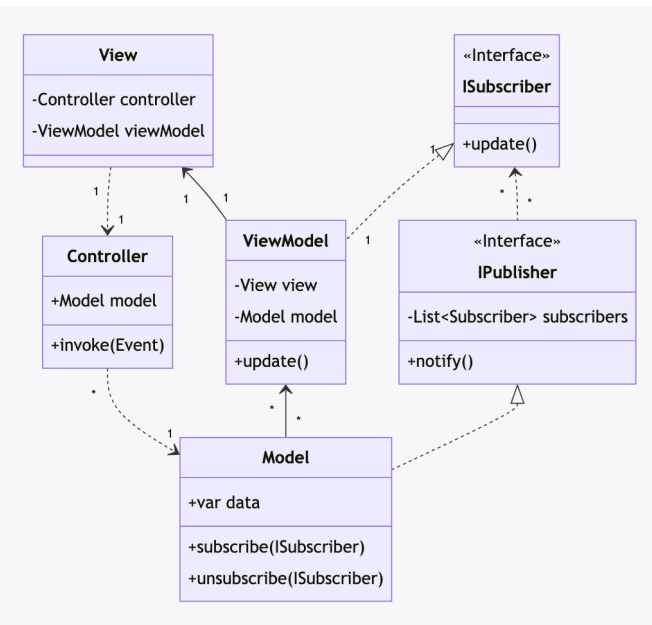 View
-Controller controller
-ViewModel viewModel
«Interface»
ISubscriber
+update()
1
1
1
1
1
1
*
*
Controller
+Model model
+invoke(Event)
ViewModel
-View view
-Model model
+update()
«Interface»
IPublisher
-List<Subscriber> subscribers
+notify()
*
1
*
*
Model
+var data
+subscribe(ISubscriber)
+unsubscribe(ISubscriber)